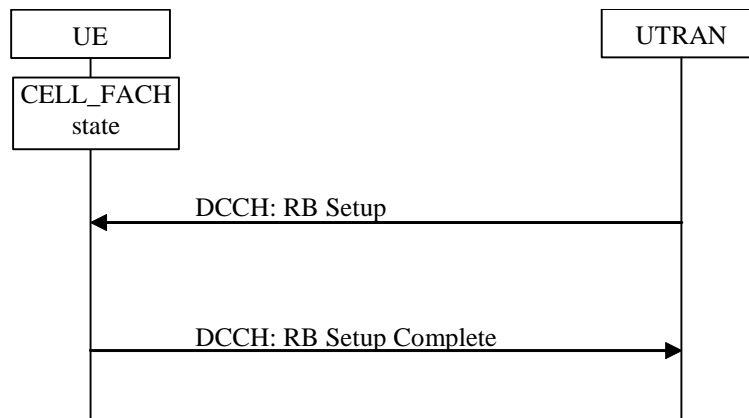 UE
UTRAN
CELL_FACH
state
DCCH: RB Setup
DCCH: RB Setup Complete